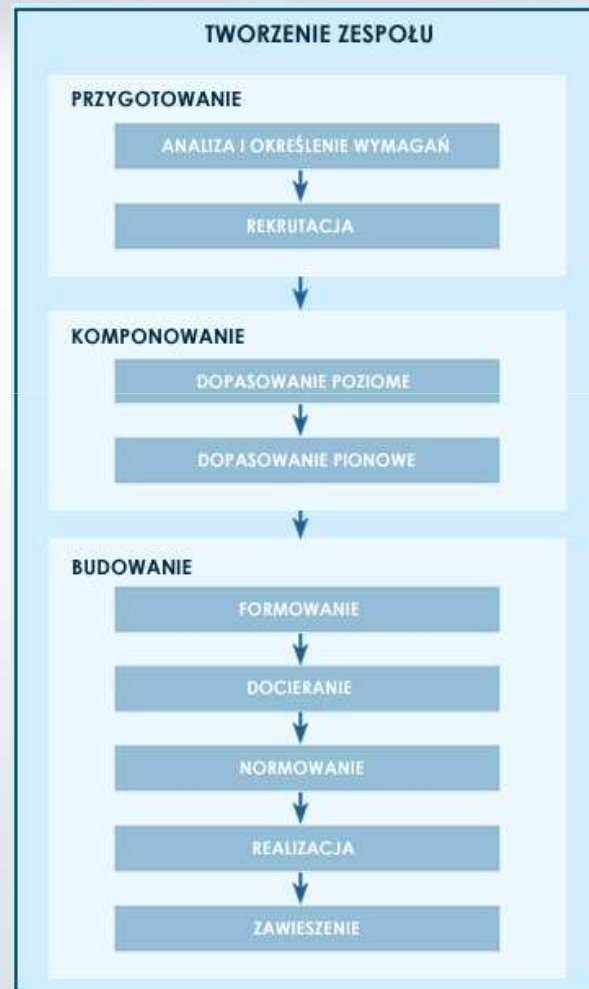 TWORZENIE ZESPOŁU
PRZYGOTOWANIE
ANALIZA I OKREŚLENIE WYMAGAŃ
REKRUTACJA
KOMPONOWANIE
DOPASOWANIE POZIOME
DOPASOWANIE PIONOWE
BUDOWANIE
FORMOWANIE
DOCIERANIE
NORMOWANIE
REALIZACJA
ZAWIESZENIE